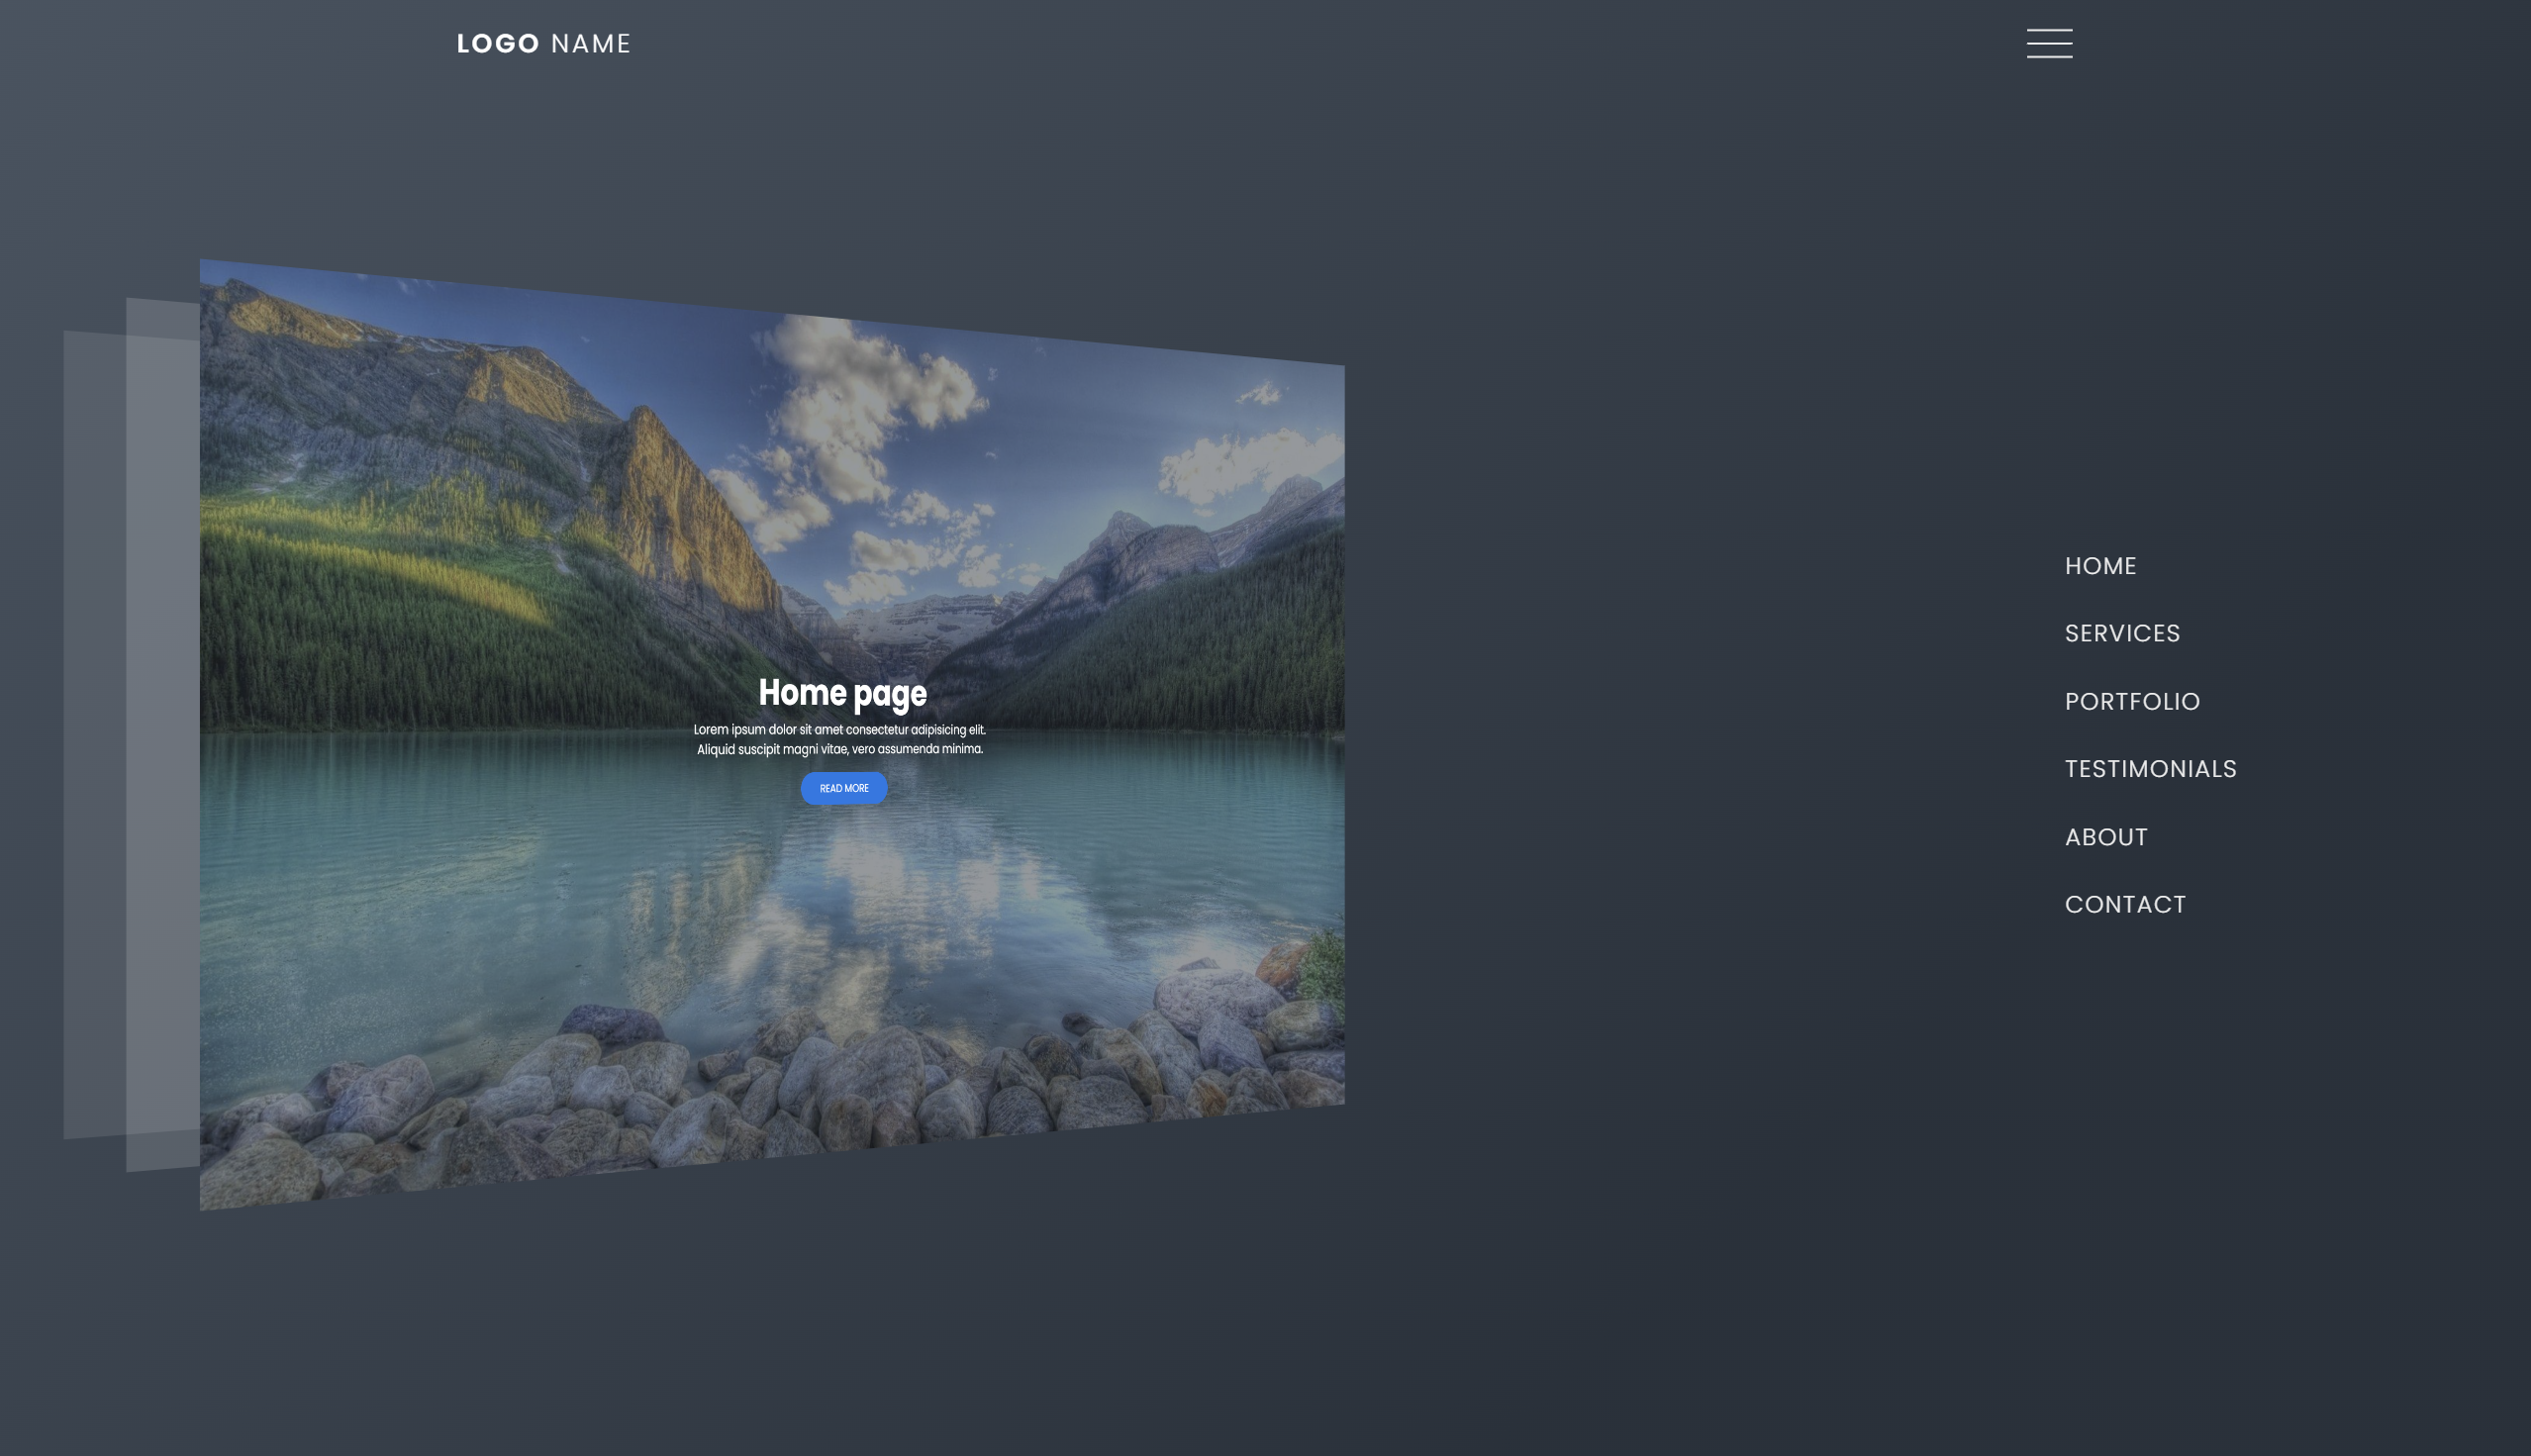 LOGO NAME
Home page
Lorem ipsum dolor sit amet consectetur adipisicing elit.
Aliquid suscipit magni vitae, vero assumenda minima.
READ MORE
HOME
SERVICES
PORTFOLIO
TESTIMONIALS
ABOUT
CONTACT